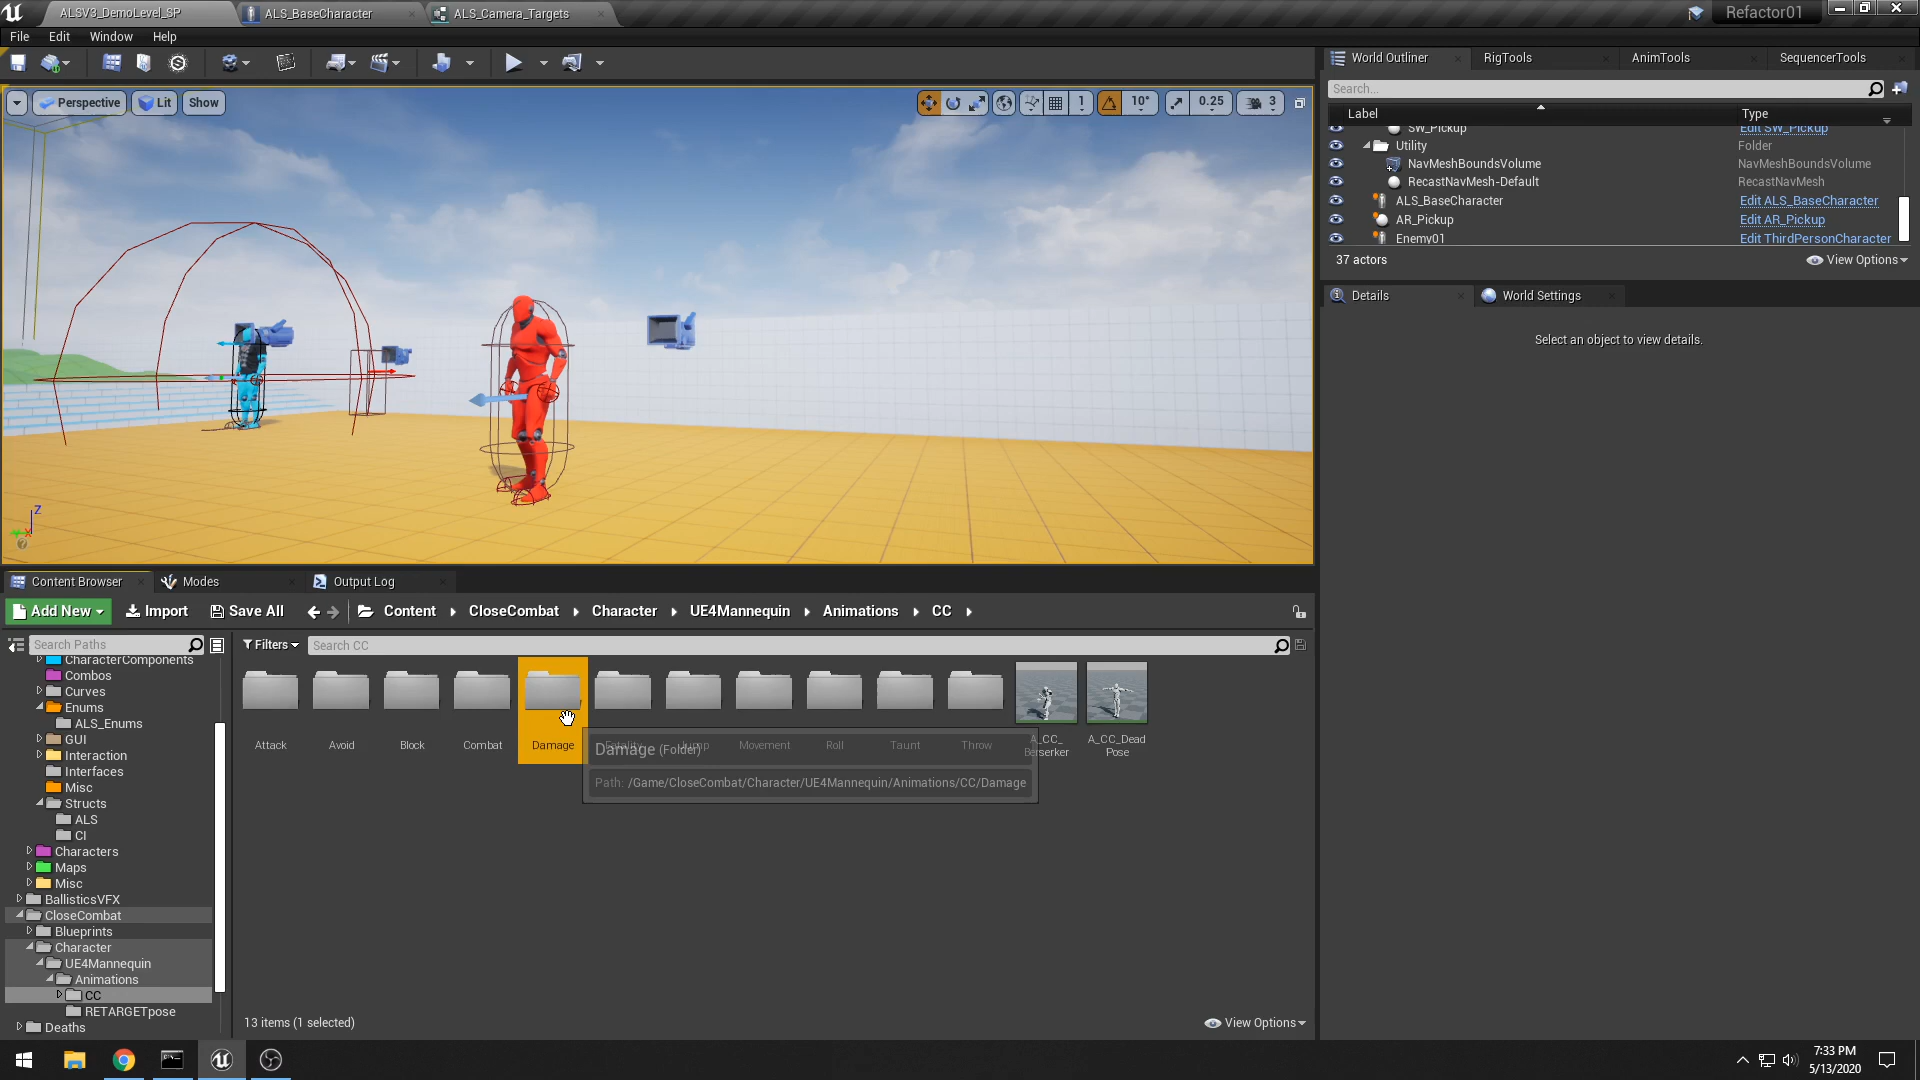 ALSV3_DemoLevel_SP
ALS_BaseCharacter
ALS_Camera_Targets
Refactor01
File Edit Window Help
World Outliner
RigTools
AnimTools
SequencerTools
Perspective
Lit
Show
1
10°
0.25
3
Search...
Label
Type
SW_Pickup
Edit SW_Pickup
Utility
Folder
NavMeshBoundsVolume
NavMeshBoundsVolume
RecastNavMesh-Default
RecastNavMesh
ALS_BaseCharacter
Edit ALS_BaseCharacter
AR_Pickup
Edit AR_Pickup
Enemy01
Edit ThirdPersonCharacter
37 actors
View Options
Details
World Settings
Select an object to view details.
Z
Content Browser
Modes
Output Log
Add New
Import
Save All
Content
CloseCombat
Character
UE4Mannequin
Animations
CC
Search Paths
Filters
Search CC
CharacterComponents
Combos
Curves
Enums
ALS_Enums
GUI
Interaction
Interfaces
Misc
Structs
ALS
CI
Characters
Maps
Misc
BallisticsVFX
CloseCombat
Blueprints
Character
UE4Mannequin
Animations
CC
RETARGETpose
Deaths
Attack
Avoid
Block
Combat
Damage
Jump
Movement
Roll
Taunt
Throw
Berserker
A_CC_Dead
Pose
Damage (Folder)
Path: /Game/CloseCombat/Character/UE4Mannequin/Animations/CC/Damage
13 items (1 selected)
View Options
7:33 PM
5/13/2020